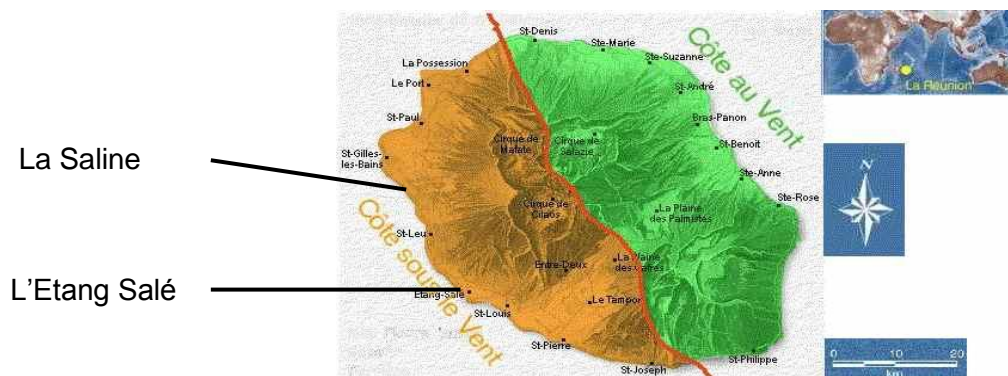 St-Denis
Ste-Marie
Ste-Suzanne
La Possession
Le Port
St-André
Côte au Vent
La Réunion
St-Paul
Bras-Panon
Cirque de Mafate
Cirque de Salazie
St-Benoit
N
La Saline
St-Gilles-les-Bains
Ste-Anne
Ste-Rose
Cirque de Cilaos
La Plaine des Palmistes
St-Leu
Côte sous le Vent
Entre-Deux
La Plaine des Cafres
L'Etang Salé
Etang-Salé
Le Tampon
St-Louis
St-Pierre
St-Philippe
St-Joseph
0 10 20
km